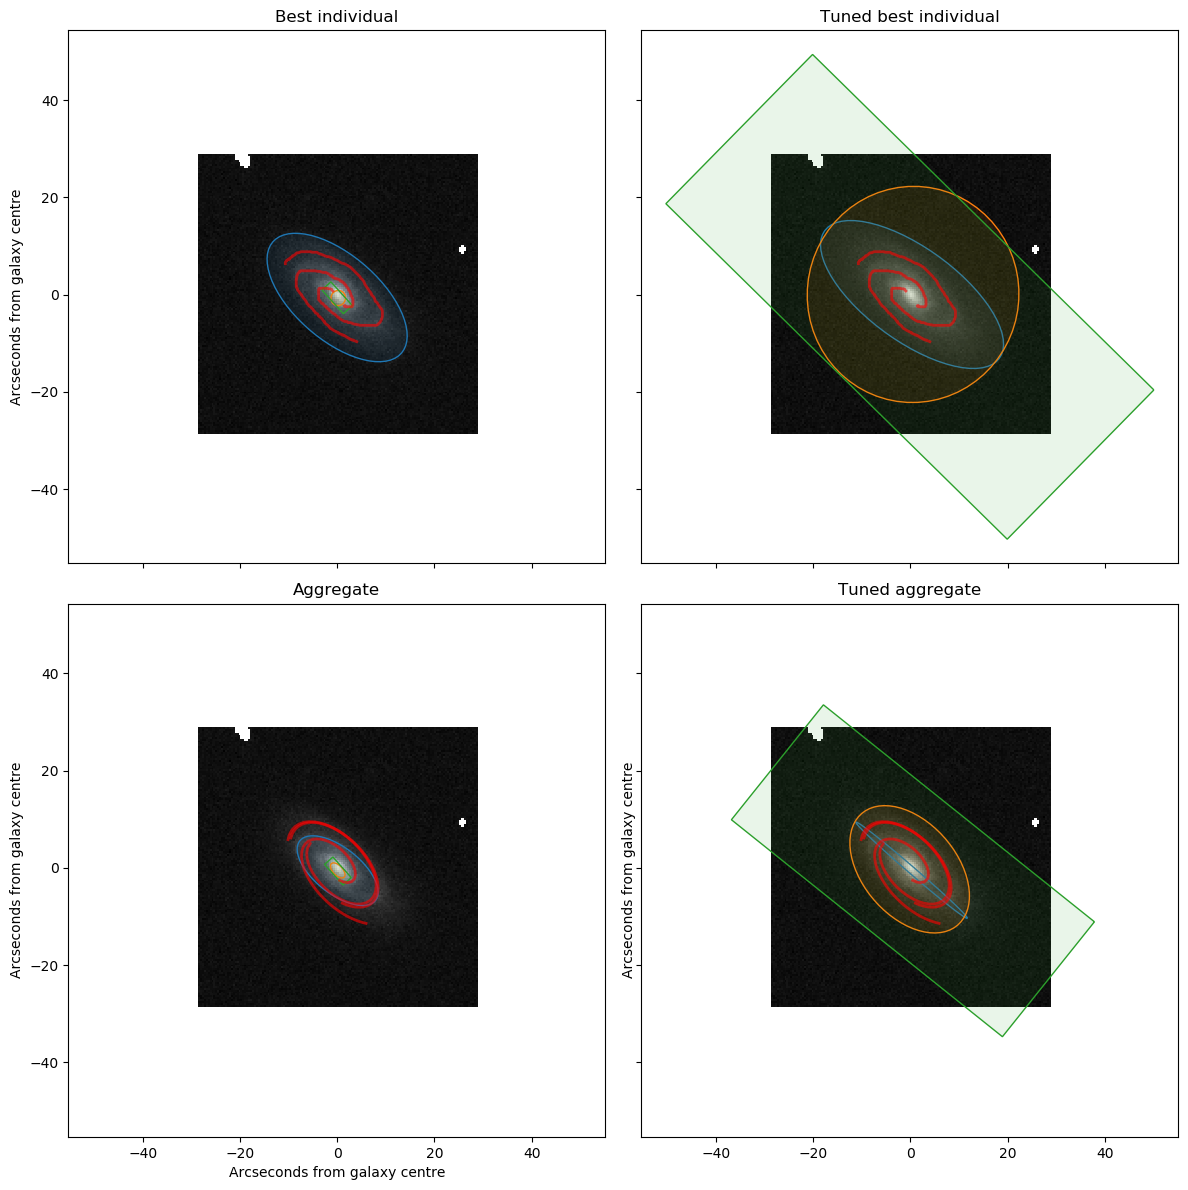 Best individual
Tuned best individual
Arcseconds from galaxy centre
40
20
0
−20
−40
Aggregate
Tuned aggregate
Arcseconds from galaxy centre
40
20
0
−20
−40
Arcseconds from galaxy centre
−40 −20 0 20 40
Arcseconds from galaxy centre
−40 −20 0 20 40